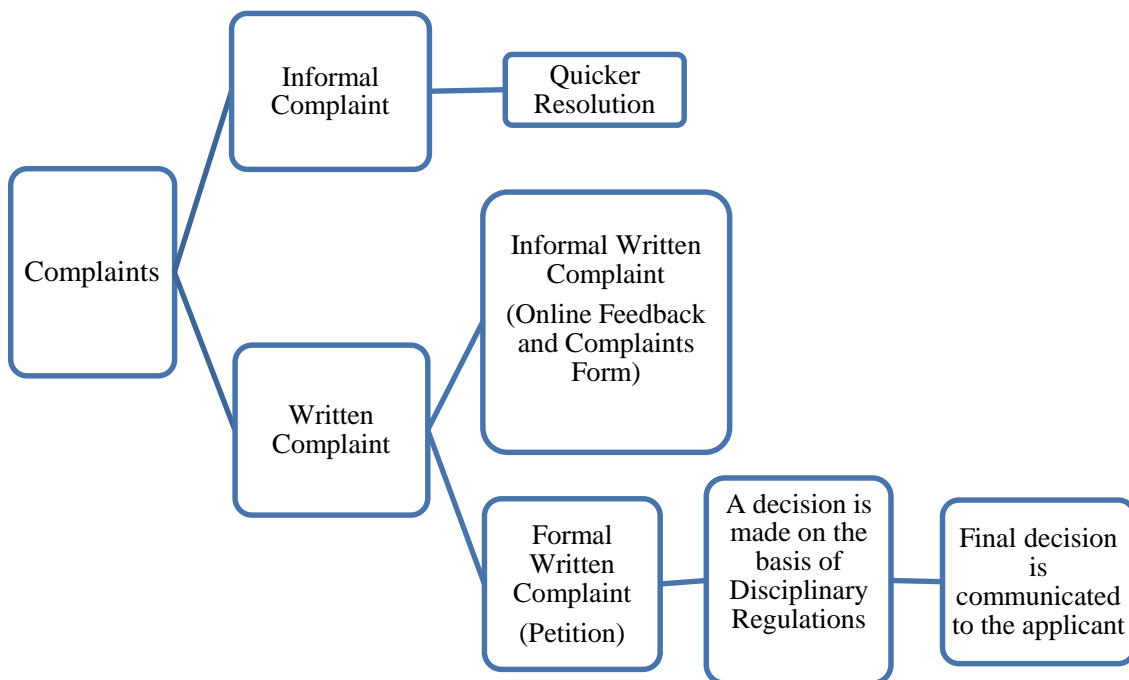 Informal
Complaint
Quicker
Resolution
Complaints
Informal Written
Complaint
(Online Feedback
and Complaints
Form)
Written
Complaint
Formal
Written
Complaint
(Petition)
A decision is
made on the
basis of
Disciplinary
Regulations
Final decision
is
communicated
to the applicant